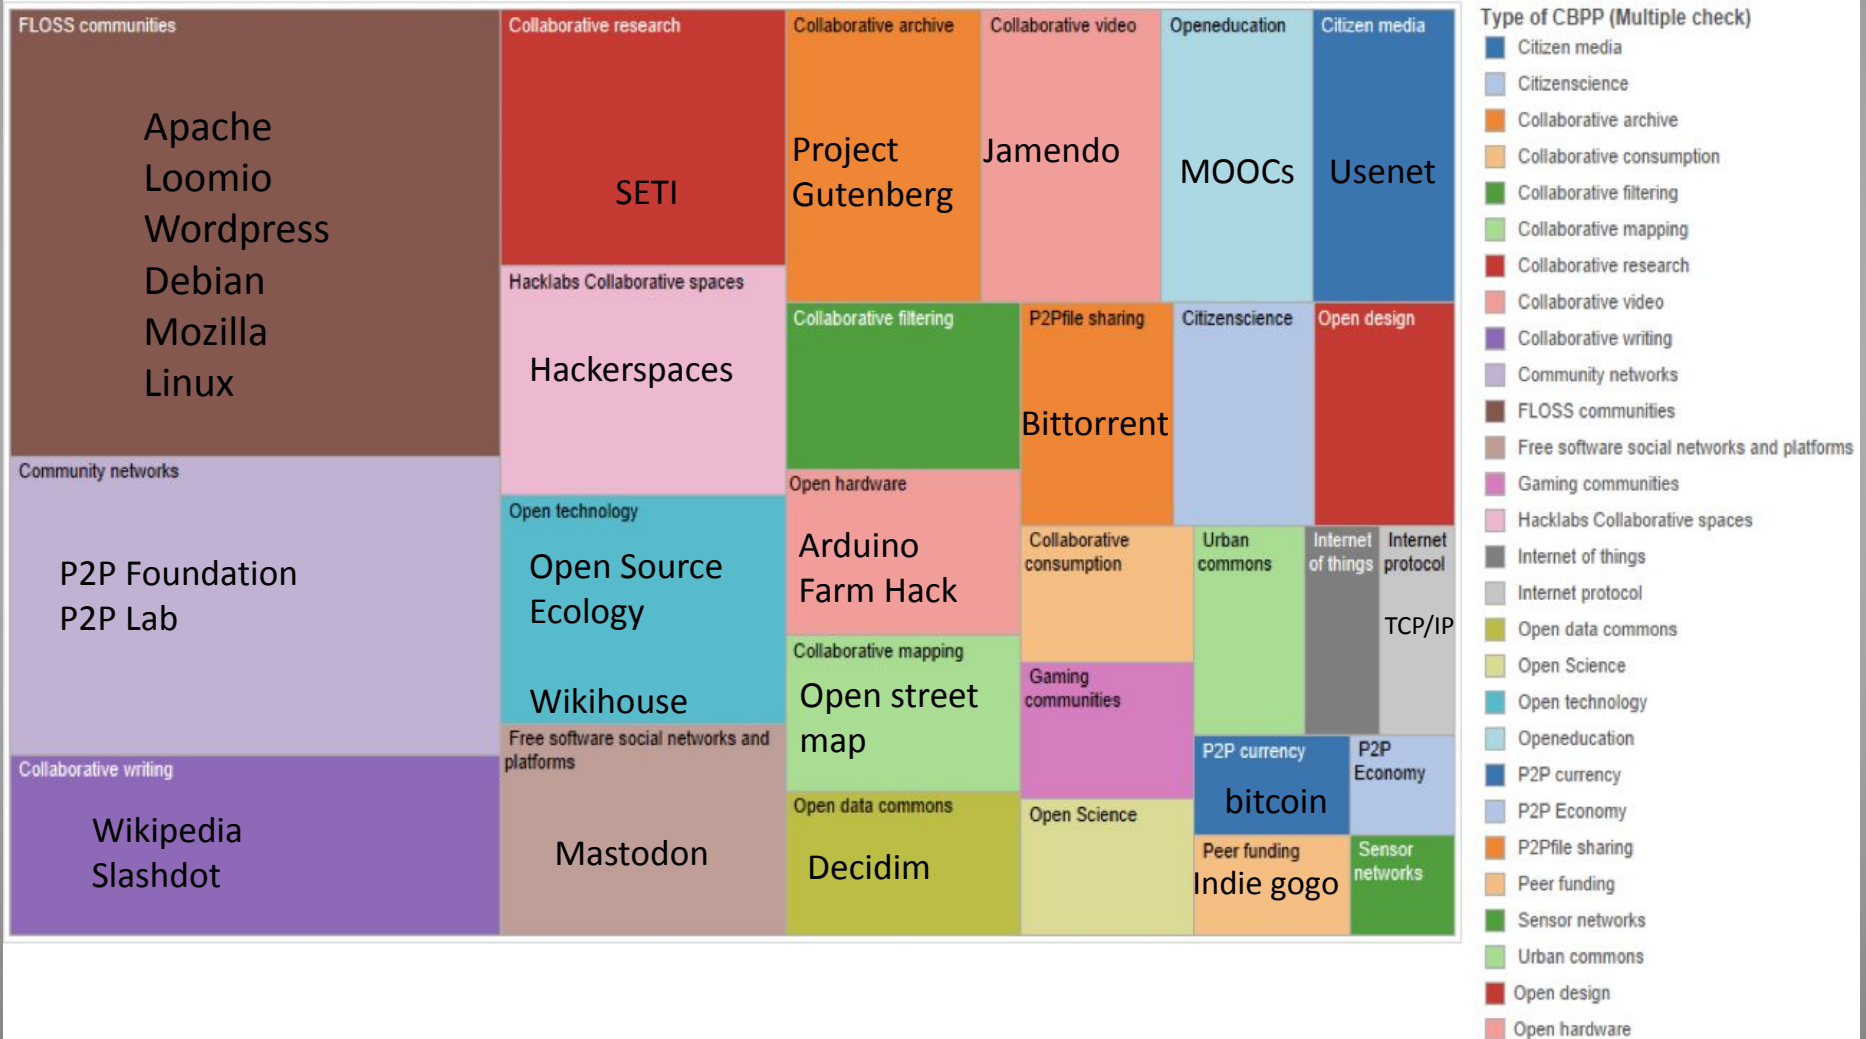 FLOSS communities
Apache
Loomio
Wordpress
Debian
Mozilla
Linux
Community networks
P2P Foundation
P2P Lab
Collaborative writing
Wikipedia
Slashdot
Collaborative research
SETI
Hacklabs Collaborative spaces
Hackerspaces
Open technology
Open Source
Ecology
Wikihouse
Free software social networks and
platforms
Mastodon
Collaborative archive
Project
Gutenberg
Collaborative video
Jamendo
Openeducation
MOOCs
Citizen media
Usenet
Collaborative filtering
Open hardware
Arduino
Farm Hack
Collaborative mapping
Open street
map
Open data commons
Decidim
P2Pfile sharing
Bittorrent
Citizenscience
Open design
Collaborative
consumption
Gaming
communities
Open Science
Urban
commons
Internet
of things
Internet
protocol
TCP/IP
P2P currency
bitcoin
P2P
Economy
Peer funding
Indie gogo
Sensor
networks
Type of CBPP (Multiple check)
Citizen media
Citizenscience
Collaborative archive
Collaborative consumption
Collaborative filtering
Collaborative mapping
Collaborative research
Collaborative video
Collaborative writing
Community networks
FLOSS communities
Free software social networks and platforms
Gaming communities
Hacklabs Collaborative spaces
Internet of things
Internet protocol
Open data commons
Open Science
Open technology
Openeducation
P2P currency
P2P Economy
P2Pfile sharing
Peer funding
Sensor networks
Urban commons
Open design
Open hardware